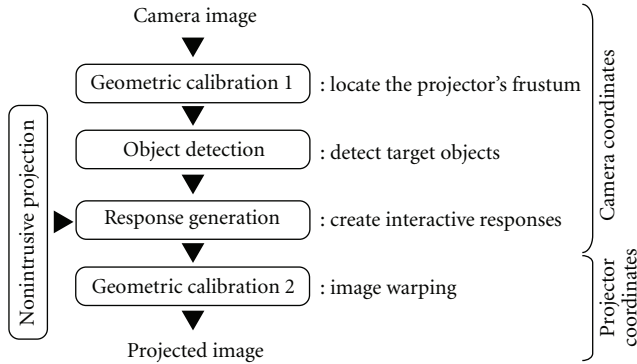 Camera image
Geometric calibration 1 : locate the projector's frustum
Object detection : detect target objects
Response generation : create interactive responses
Geometric calibration 2 : image warping
Projected image
Nonintrusive projection
Camera coordinates
Projector
coordinates